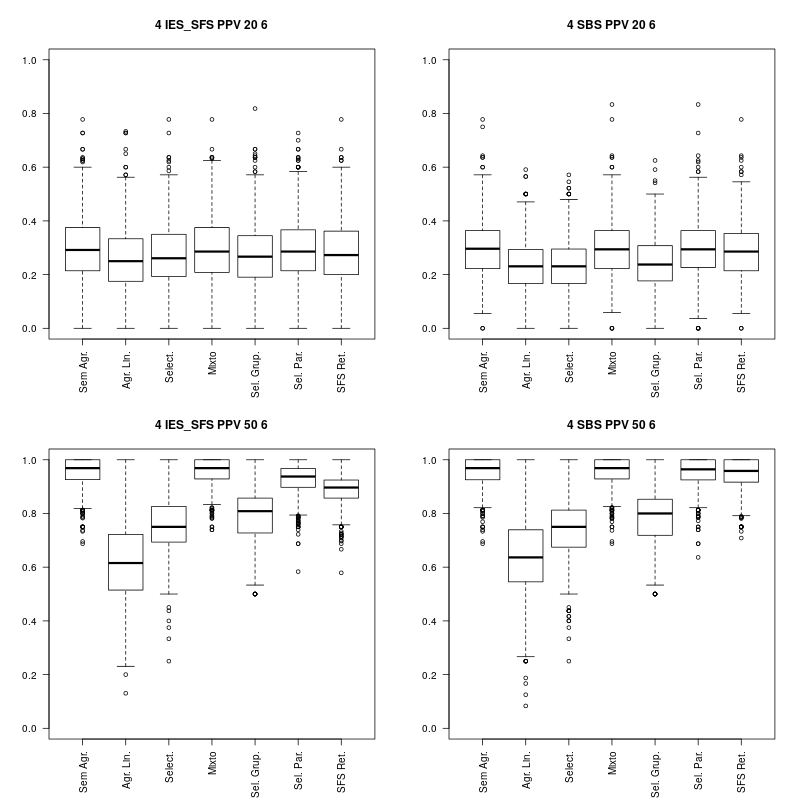 4 IES_SFS PPV 20 6
1.0
0.8
0.6
0.4
0.2
0.0
Sem Agr.
Agr. Lin.
Select.
Mixto
Sel. Grup.
Sel. Par.
SFS Ret.
4 SBS PPV 20 6
1.0
0.8
0.6
0.4
0.2
0.0
Sem Agr.
Agr. Lin.
Select.
Mixto
Sel. Grup.
Sel. Par.
SFS Ret.
4 IES_SFS PPV 50 6
1.0
0.8
0.6
0.4
0.2
0.0
Sem Agr.
Agr. Lin.
Select.
Mixto
Sel. Grup.
Sel. Par.
SFS Ret.
4 SBS PPV 50 6
1.0
0.8
0.6
0.4
0.2
0.0
Sem Agr.
Agr. Lin.
Select.
Mixto
Sel. Grup.
Sel. Par.
SFS Ret.